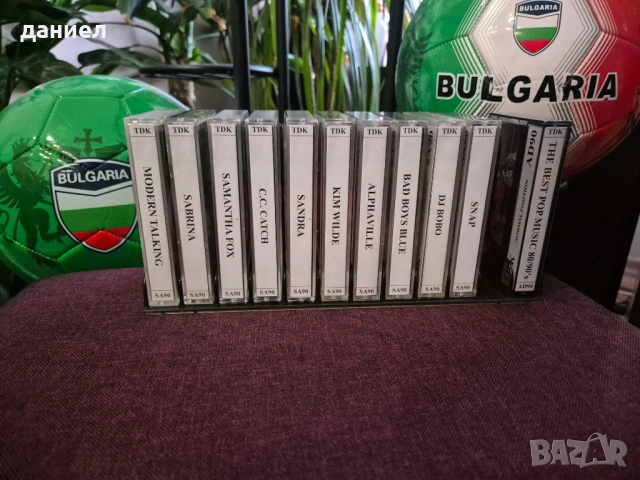 даниел
BULGARIA
BULGARIA
BULGARIA
TDK
MODERN TALKING
SA90
TDK
SABRINA
SA90
TDK
SAMANTHA FOX
SA90
TDK
C.C. CATCH
SA90
TDK
SANDRA
SA90
TDK
KIM WILDE
SA90
TDK
ALPHAVILLE
SA90
TDK
BAD BOYS BLUE
SA90
TDK
DJ BOBO
SA90
TDK
SNAP
SA90
TDK
THE BEST POP MUSIC 80/90's
AD90
BAZAR